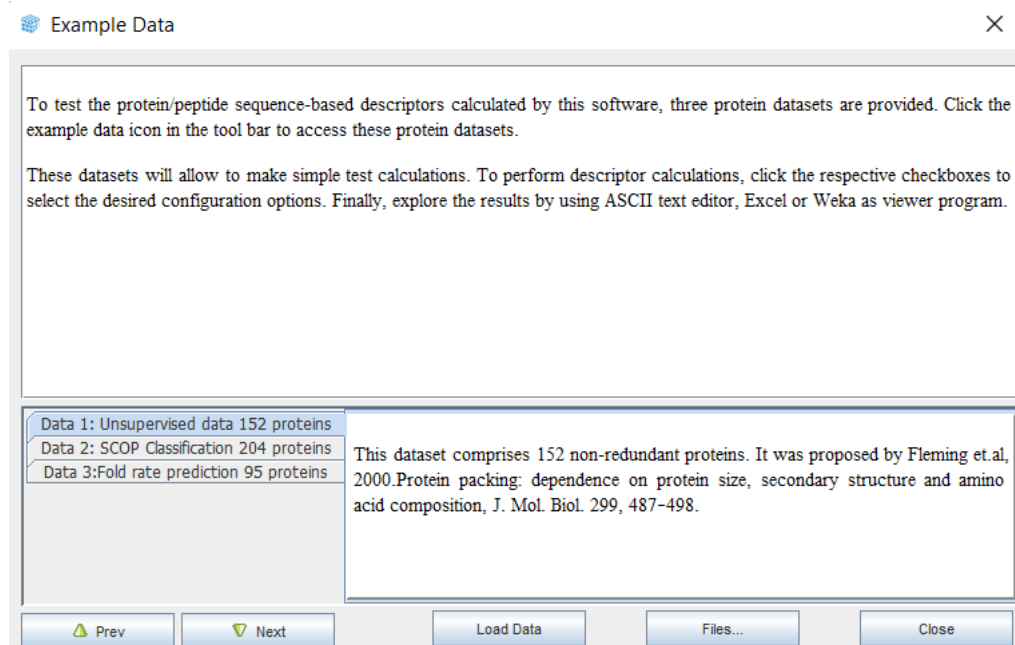 Example Data
To test the protein/peptide sequence-based descriptors calculated by this software, three protein datasets are provided. Click the
example data icon in the tool bar to access these protein datasets.
These datasets will allow to make simple test calculations. To perform descriptor calculations, click the respective checkboxes to
select the desired configuration options. Finally, explore the results by using ASCII text editor, Excel or Weka as viewer program.
Data 1: Unsupervised data 152 proteins
Data 2: SCOP Classification 204 proteins
Data 3:Fold rate prediction 95 proteins
This dataset comprises 152 non-redundant proteins. It was proposed by Fleming et.al,
2000.Protein packing: dependence on protein size, secondary structure and amino
acid composition, J. Mol. Biol. 299, 487-498.
Prev
Next
Load Data
Files...
Close